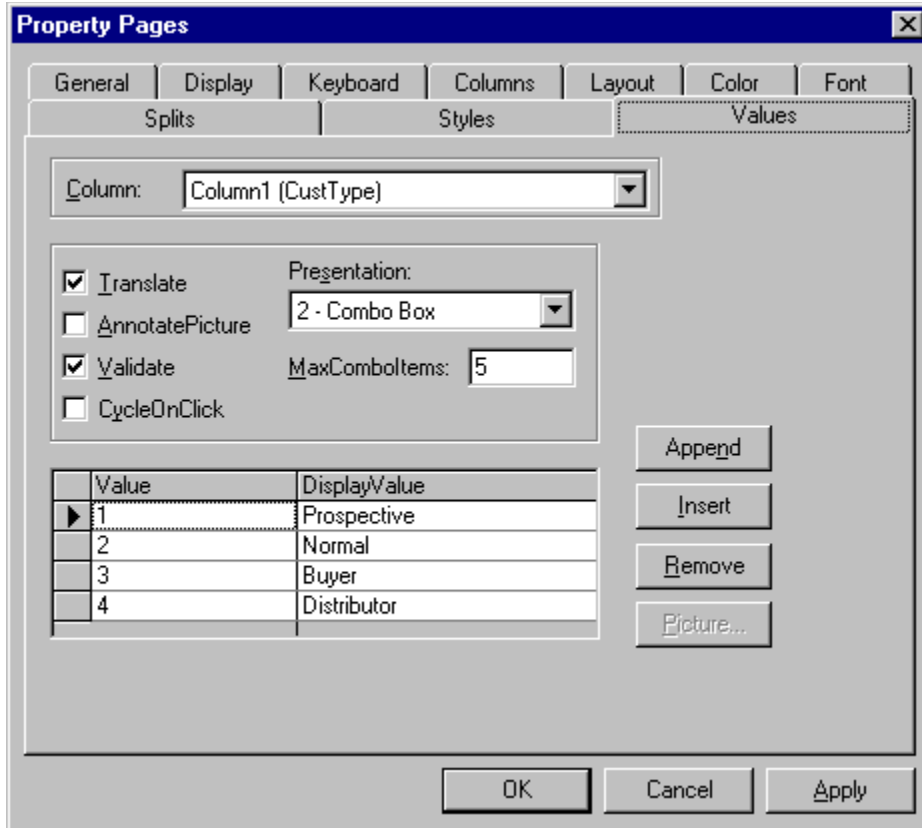 Property Pages
General Display Keyboard Columns Layout Color Font
Splits Styles Values
Column: Column1 (CustType)
Translate Presentation:
2 - Combo Box
AnnotatePicture
Validate MaxComboItems: 5
CycleOnClick
Append
Value DisplayValue
1 Prospective Insert
2 Normal
3 Buyer Remove
4 Distributor
Picture...
OK Cancel Apply